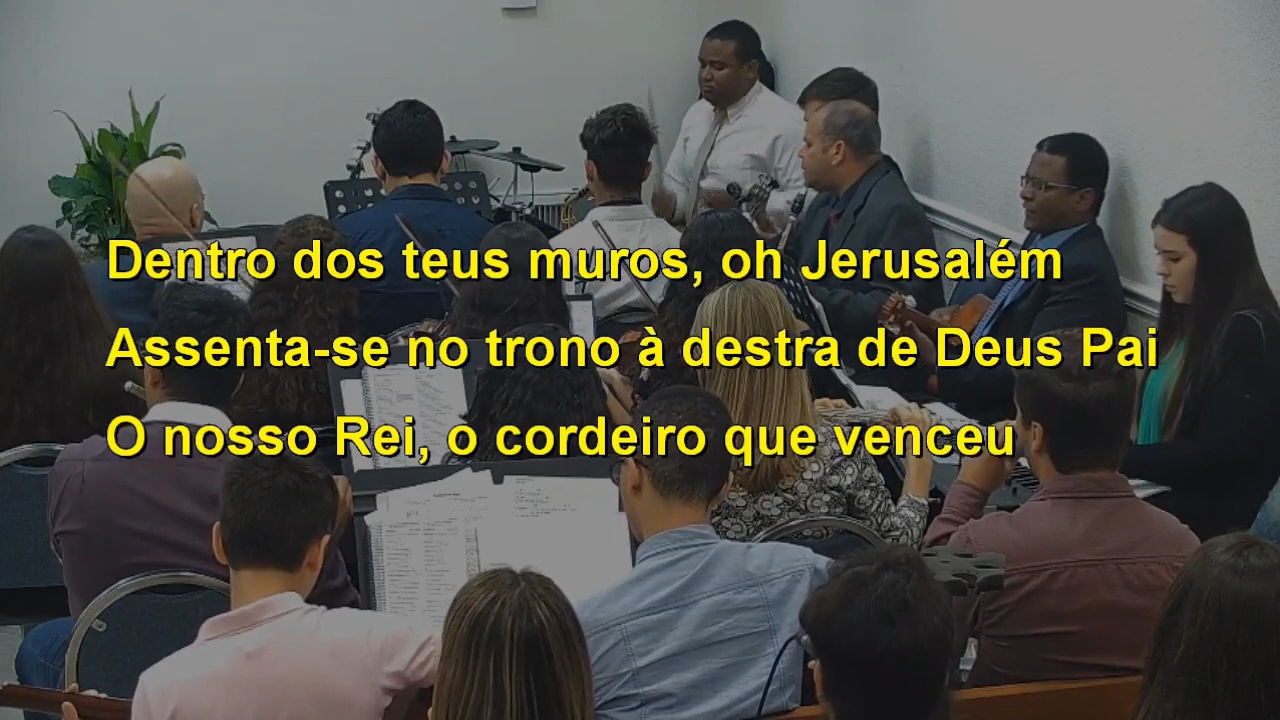 Dentro dos teus muros, oh Jerusalém
Assenta-se no trono à destra de Deus Pai
O nosso Rei, o cordeiro que venceu